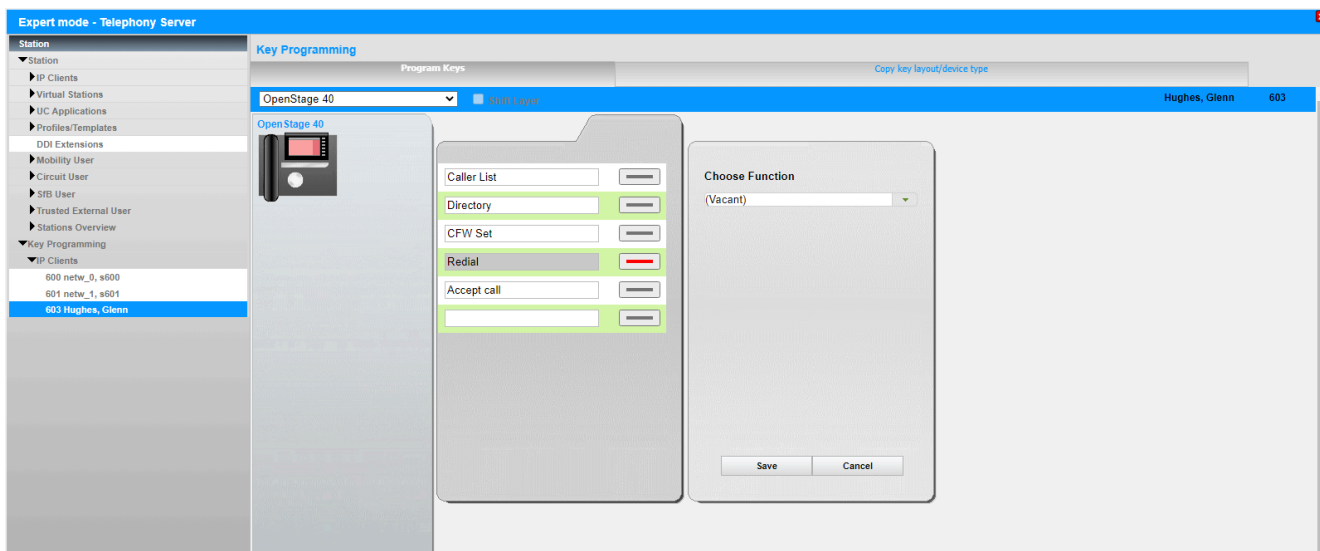 Expert mode - Telephony Server
Station
Station
IP Clients
Virtual Stations
UC Applications
Profiles/Templates
DDI Extensions
Mobility User
Circuit User
SfB User
Trusted External User
Stations Overview
Key Programming
IP Clients
600 netw_0, s600
601 netw_1, s601
603 Hughes, Glenn
Key Programming
Program Keys
Copy key layout/device type
OpenStage 40
Shift Layer
Hughes, Glenn 603
OpenStage 40
Caller List
Directory
CFW Set
Redial
Accept call
Choose Function
(Vacant)
Save Cancel